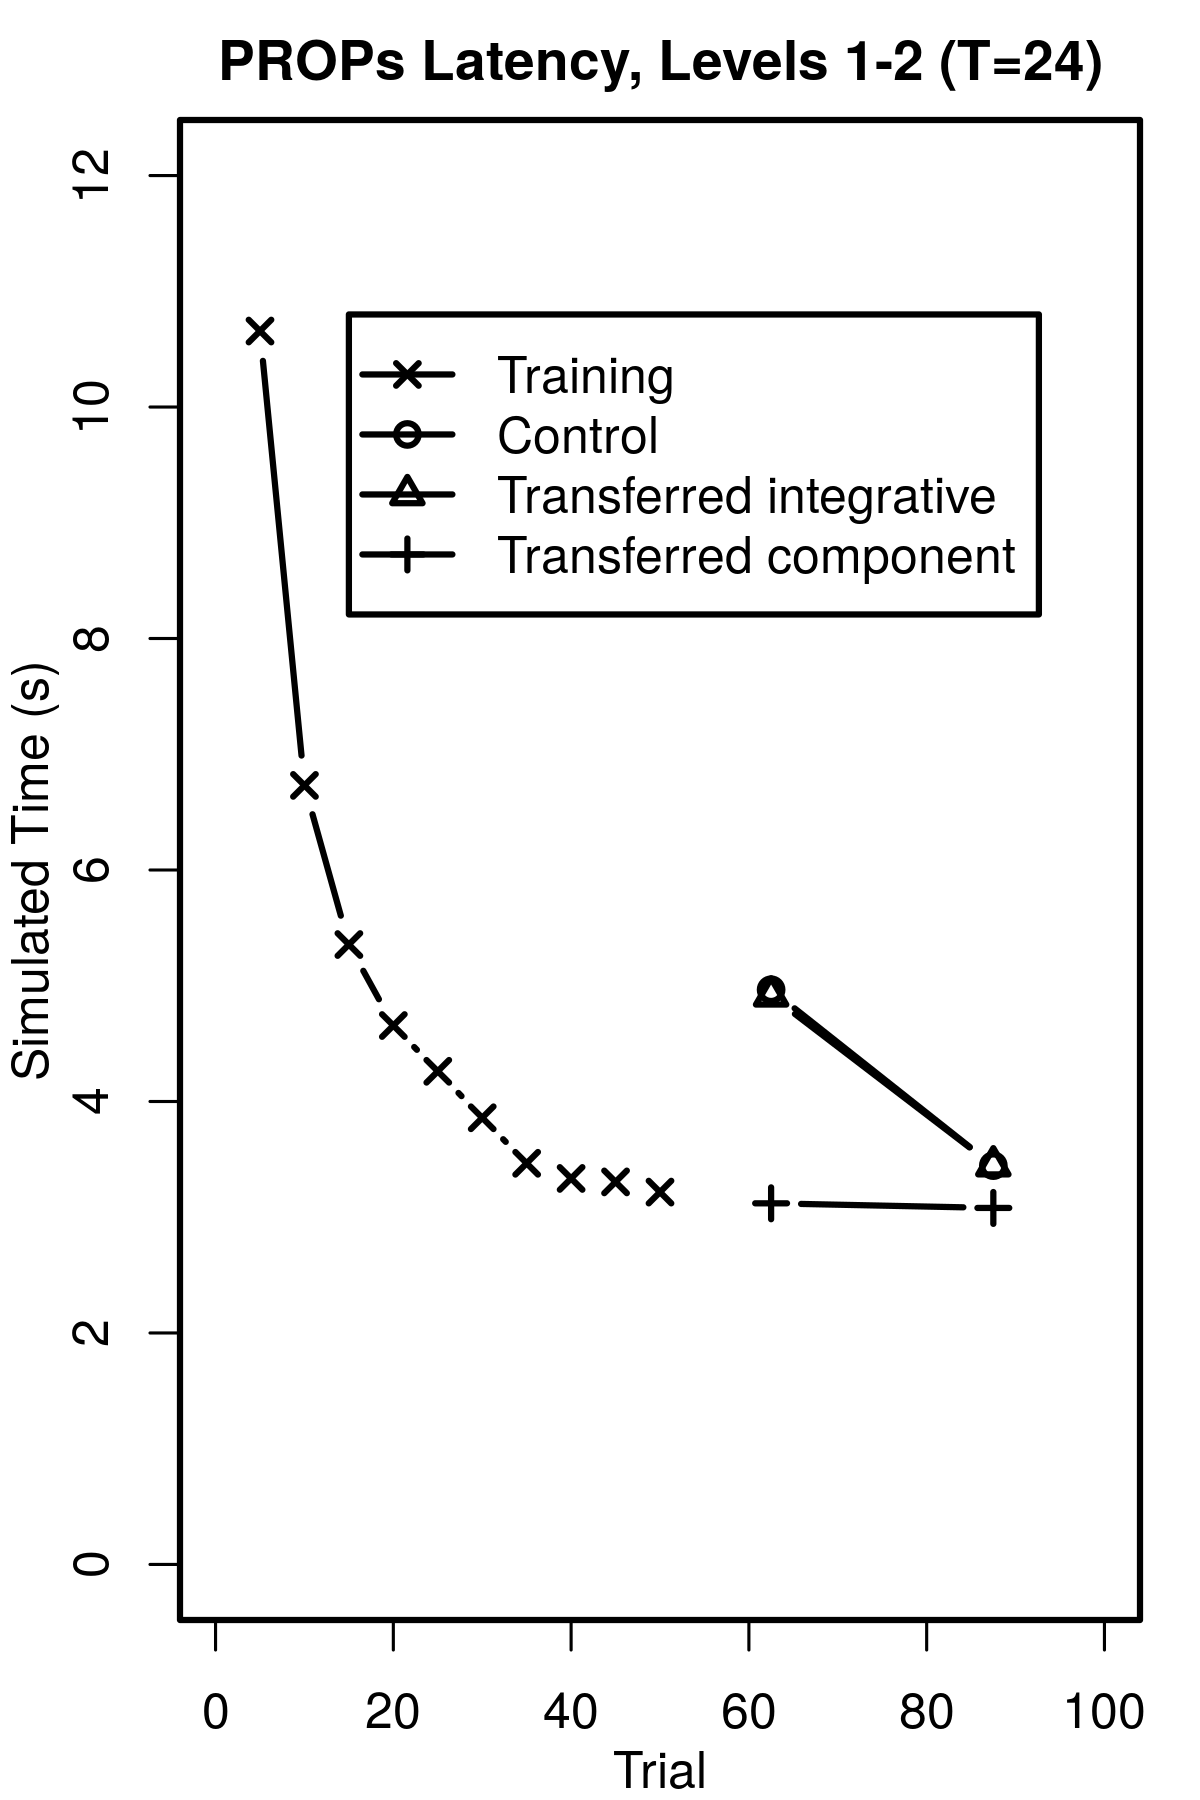 PROPs Latency, Levels 1-2 (T=24)
12
10
8
6
4
2
0
Simulated Time (s)
Training
Control
Transferred integrative
Transferred component
0 20 40 60 80 100
Trial